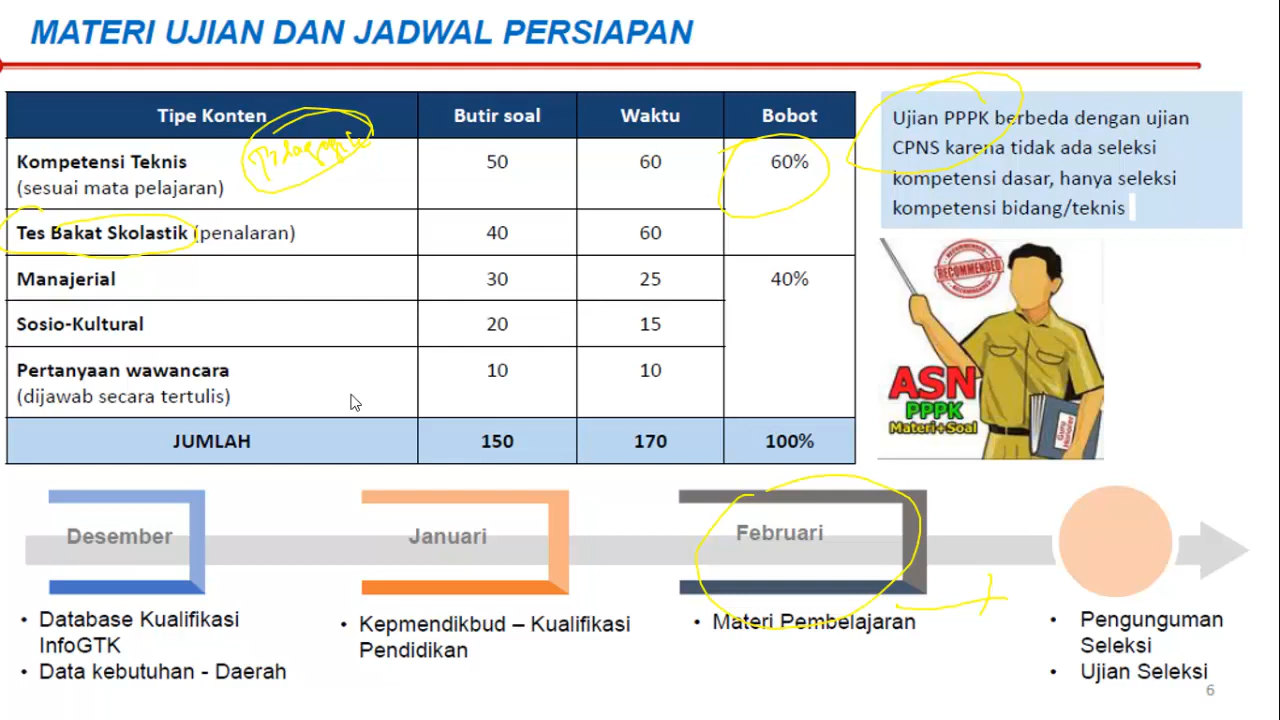 MATERI UJIAN DAN JADWAL PERSIAPAN
Tipe Konten Butir soal Waktu Bobot
Kompetensi Teknis 50 60 60%
(sesuai mata pelajaran)
Tes Bakat Skolastik (penalaran) 40 60
Manajerial 30 25 40%
Sosio-Kultural 20 15
Pertanyaan wawancara 10 10
(dijawab secara tertulis)
JUMLAH 150 170 100%
Ujian PPPK berbeda dengan ujian
CPNS karena tidak ada seleksi
kompetensi dasar, hanya seleksi
kompetensi bidang/teknis
RECOMMENDED
ASN
PPPK
Materi+Soal
Guru
Honorer
Desember
Januari
Februari
• Database Kualifikasi
InfoGTK
• Data kebutuhan - Daerah
• Kepmendikbud – Kualifikasi
Pendidikan
• Materi Pembelajaran
• Pengunguman
Seleksi
• Ujian Seleksi
6